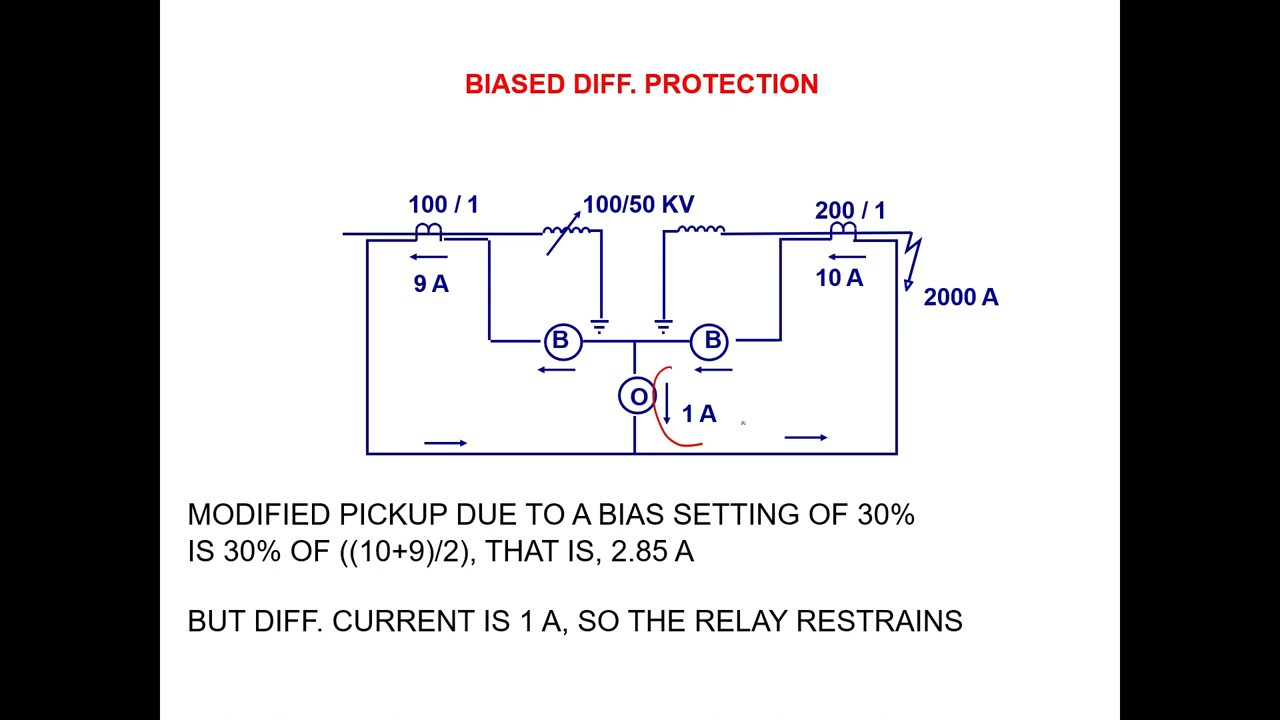 BIASED DIFF. PROTECTION
100 / 1
100/50 KV
200 / 1
9 A
10 A
2000 A
B
B
O
1 A
MODIFIED PICKUP DUE TO A BIAS SETTING OF 30%
IS 30% OF ((10+9)/2), THAT IS, 2.85 A
BUT DIFF. CURRENT IS 1 A, SO THE RELAY RESTRAINS